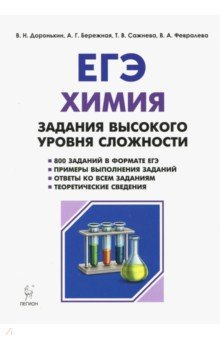 В. Н. Доронькин, А. Г. Бережная, Т. В. Сажнева, В. А. Февралева
ЕГЭ
ХИМИЯ
ЗАДАНИЯ ВЫСОКОГО
УРОВНЯ СЛОЖНОСТИ
800 ЗАДАНИЙ В ФОРМАТЕ ЕГЭ
ПРИМЕРЫ ВЫПОЛНЕНИЯ ЗАДАНИЙ
ОТВЕТЫ КО ВСЕМ ЗАДАНИЯМ
ТЕОРЕТИЧЕСКИЕ СВЕДЕНИЯ
ЛЕГИОН